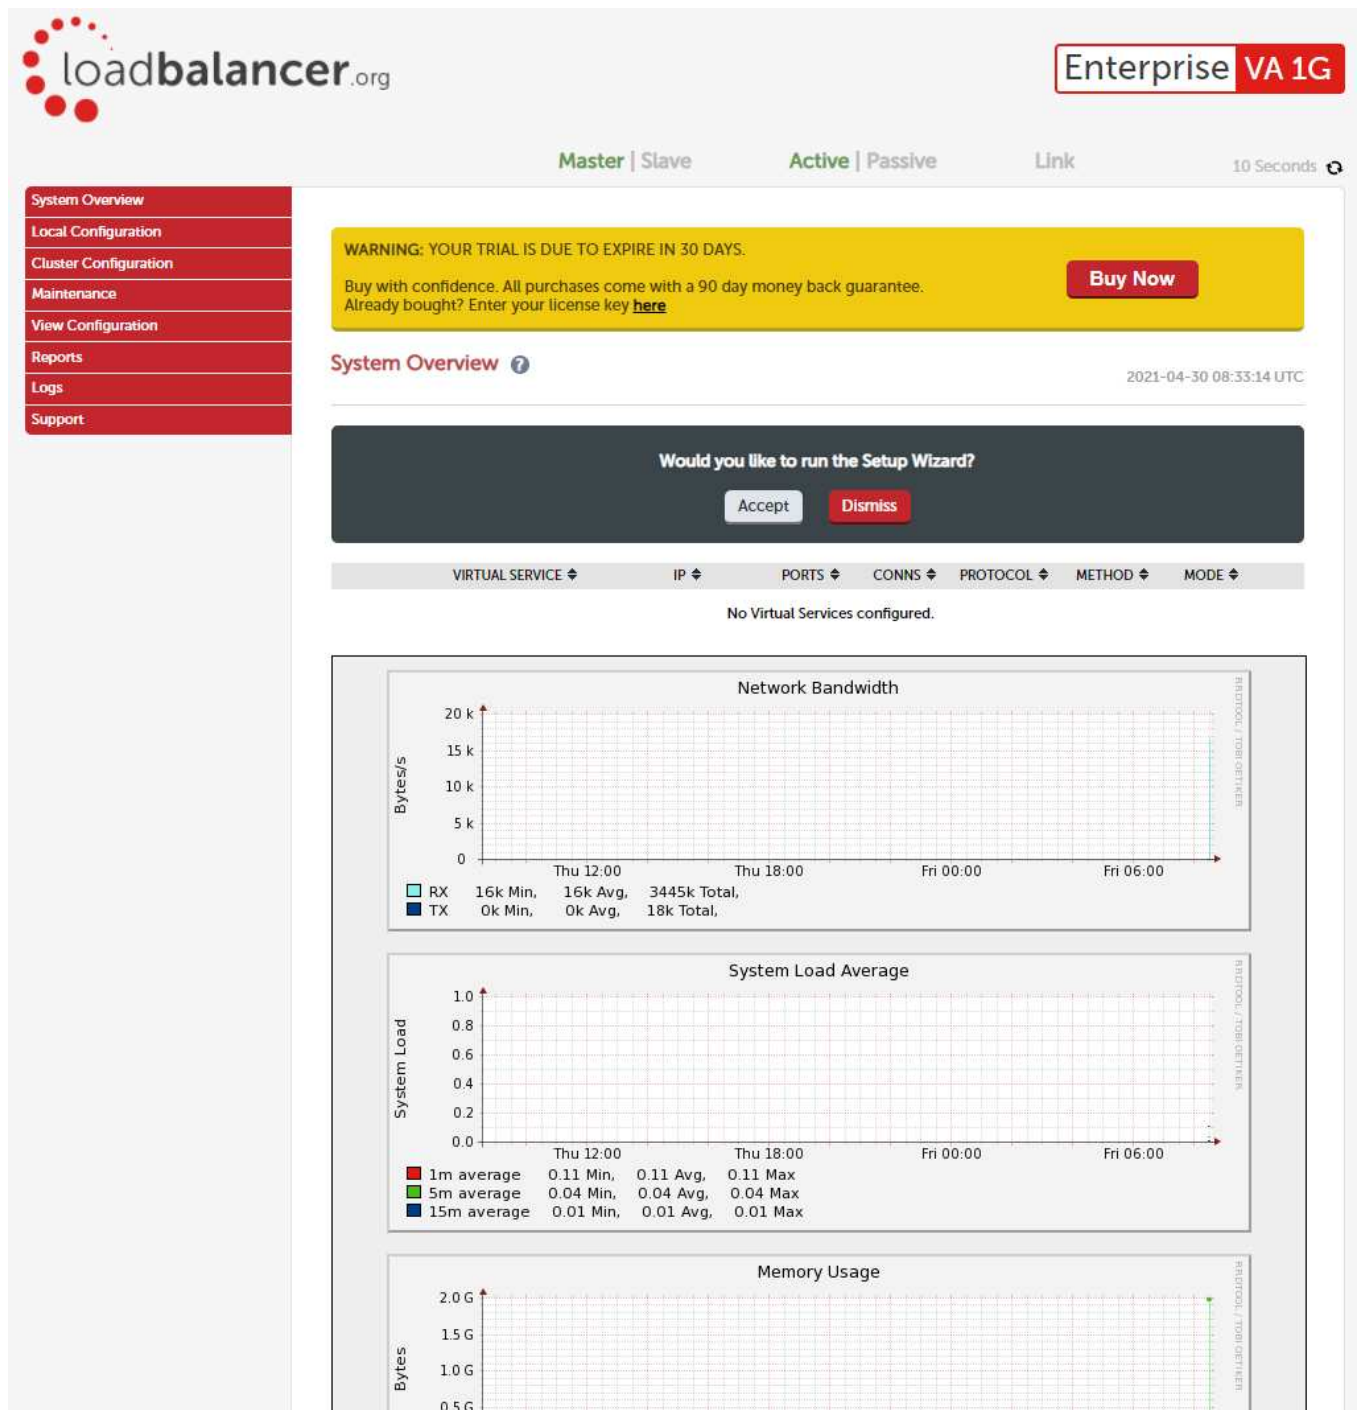 loadbalancer.org
Enterprise VA 1G
Master | Slave
Active | Passive
Link
10 Seconds
System Overview
Local Configuration
Cluster Configuration
Maintenance
View Configuration
Reports
Logs
Support
WARNING: YOUR TRIAL IS DUE TO EXPIRE IN 30 DAYS.
Buy with confidence. All purchases come with a 90 day money back guarantee.
Already bought? Enter your license key here
Buy Now
System Overview ?
2021-04-30 08:33:14 UTC
Would you like to run the Setup Wizard?
Accept
Dismiss
VIRTUAL SERVICE IP PORTS CONNS PROTOCOL METHOD MODE
No Virtual Services configured.
Network Bandwidth
RRDTOOL / TOBI OETIKER
Bytes/s
20 k
15 k
10 k
5 k
0
Thu 12:00 Thu 18:00 Fri 00:00 Fri 06:00
RX 16k Min, 16k Avg, 3445k Total,
TX 0k Min, 0k Avg, 18k Total,
System Load Average
RRDTOOL / TOBI OETIKER
System Load
1.0
0.8
0.6
0.4
0.2
0.0
Thu 12:00 Thu 18:00 Fri 00:00 Fri 06:00
1m average 0.11 Min, 0.11 Avg, 0.11 Max
5m average 0.04 Min, 0.04 Avg, 0.04 Max
15m average 0.01 Min, 0.01 Avg, 0.01 Max
Memory Usage
RRDTOOL / TOBI OETIKER
Bytes
2.0 G
1.5 G
1.0 G
0.5 G